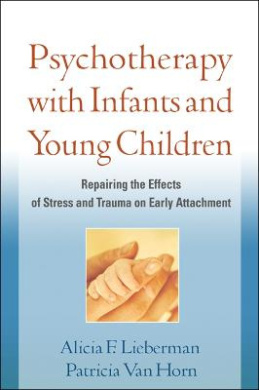 Psychotherapy
with Infants and
Young Children
Repairing the Effects
of Stress and Trauma on Early Attachment
Alicia F. Lieberman
Patricia Van Horn